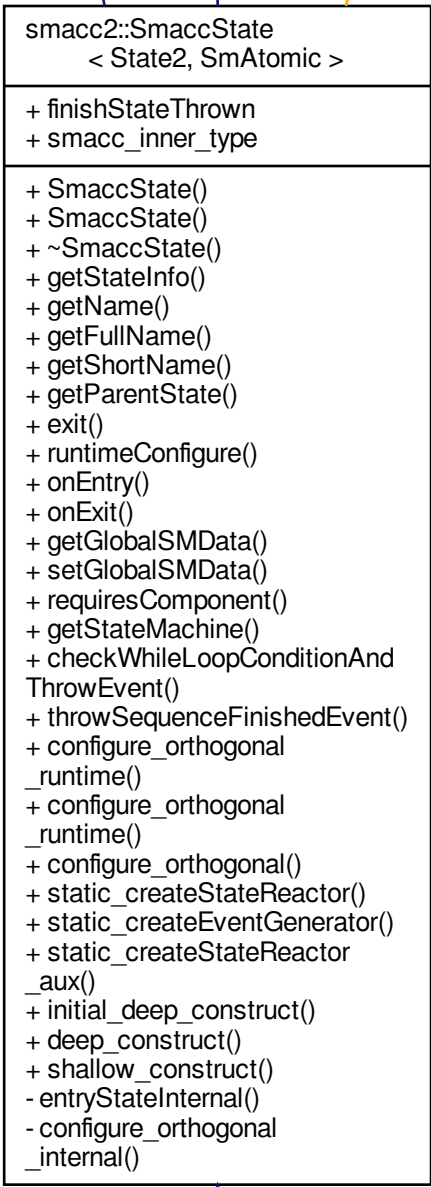 smacc2::SmaccState
< State2, SmAtomic >
+ finishStateThrown
+ smacc_inner_type
+ SmaccState()
+ SmaccState()
+ ~SmaccState()
+ getStateInfo()
+ getName()
+ getFullName()
+ getShortName()
+ getParentState()
+ exit()
+ runtimeConfigure()
+ onEntry()
+ onExit()
+ getGlobalSMData()
+ setGlobalSMData()
+ requiresComponent()
+ getStateMachine()
+ checkWhileLoopConditionAnd
ThrowEvent()
+ throwSequenceFinishedEvent()
+ configure_orthogonal
_runtime()
+ configure_orthogonal
_runtime()
+ configure_orthogonal()
+ static_createStateReactor()
+ static_createEventGenerator()
+ static_createStateReactor
_aux()
+ initial_deep_construct()
+ deep_construct()
+ shallow_construct()
- entryStateInternal()
- configure_orthogonal
_internal()